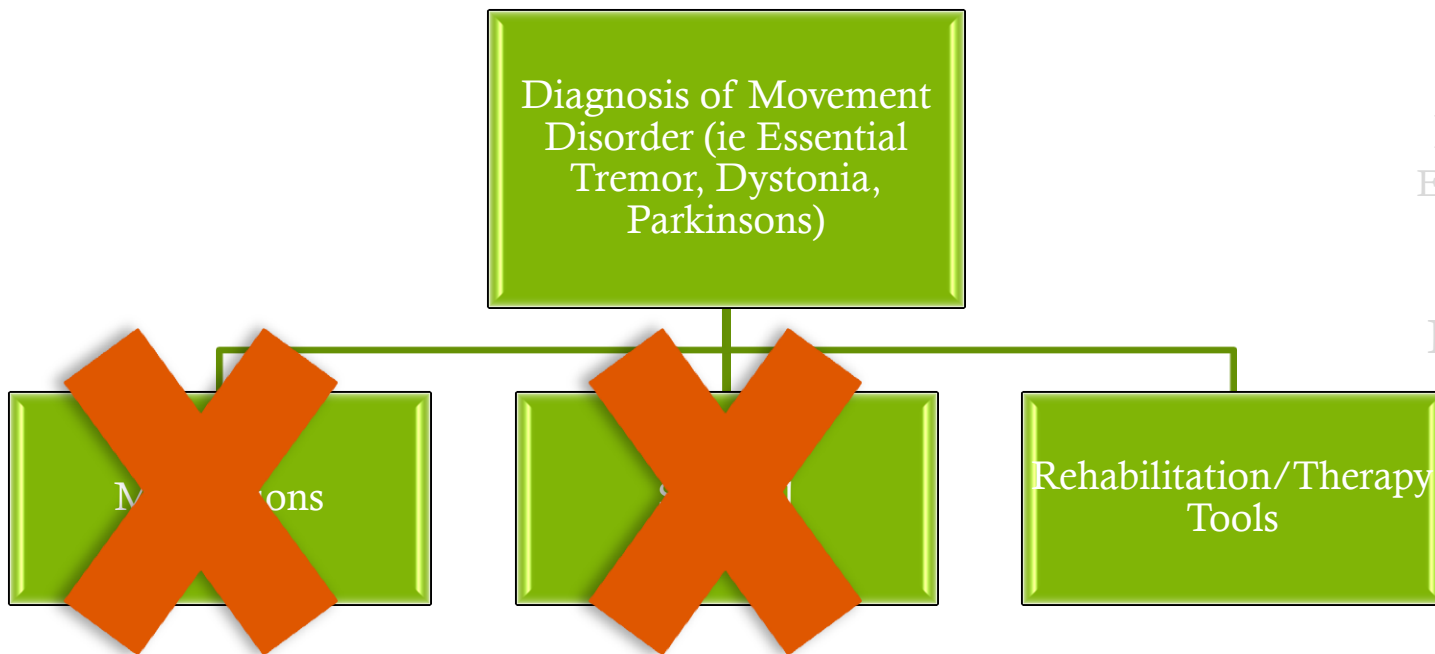 Diagnosis of Movement
Disorder (ie Essential
Tremor, Dystonia,
Parkinsons)
Rehabilitation/Therapy
Tools